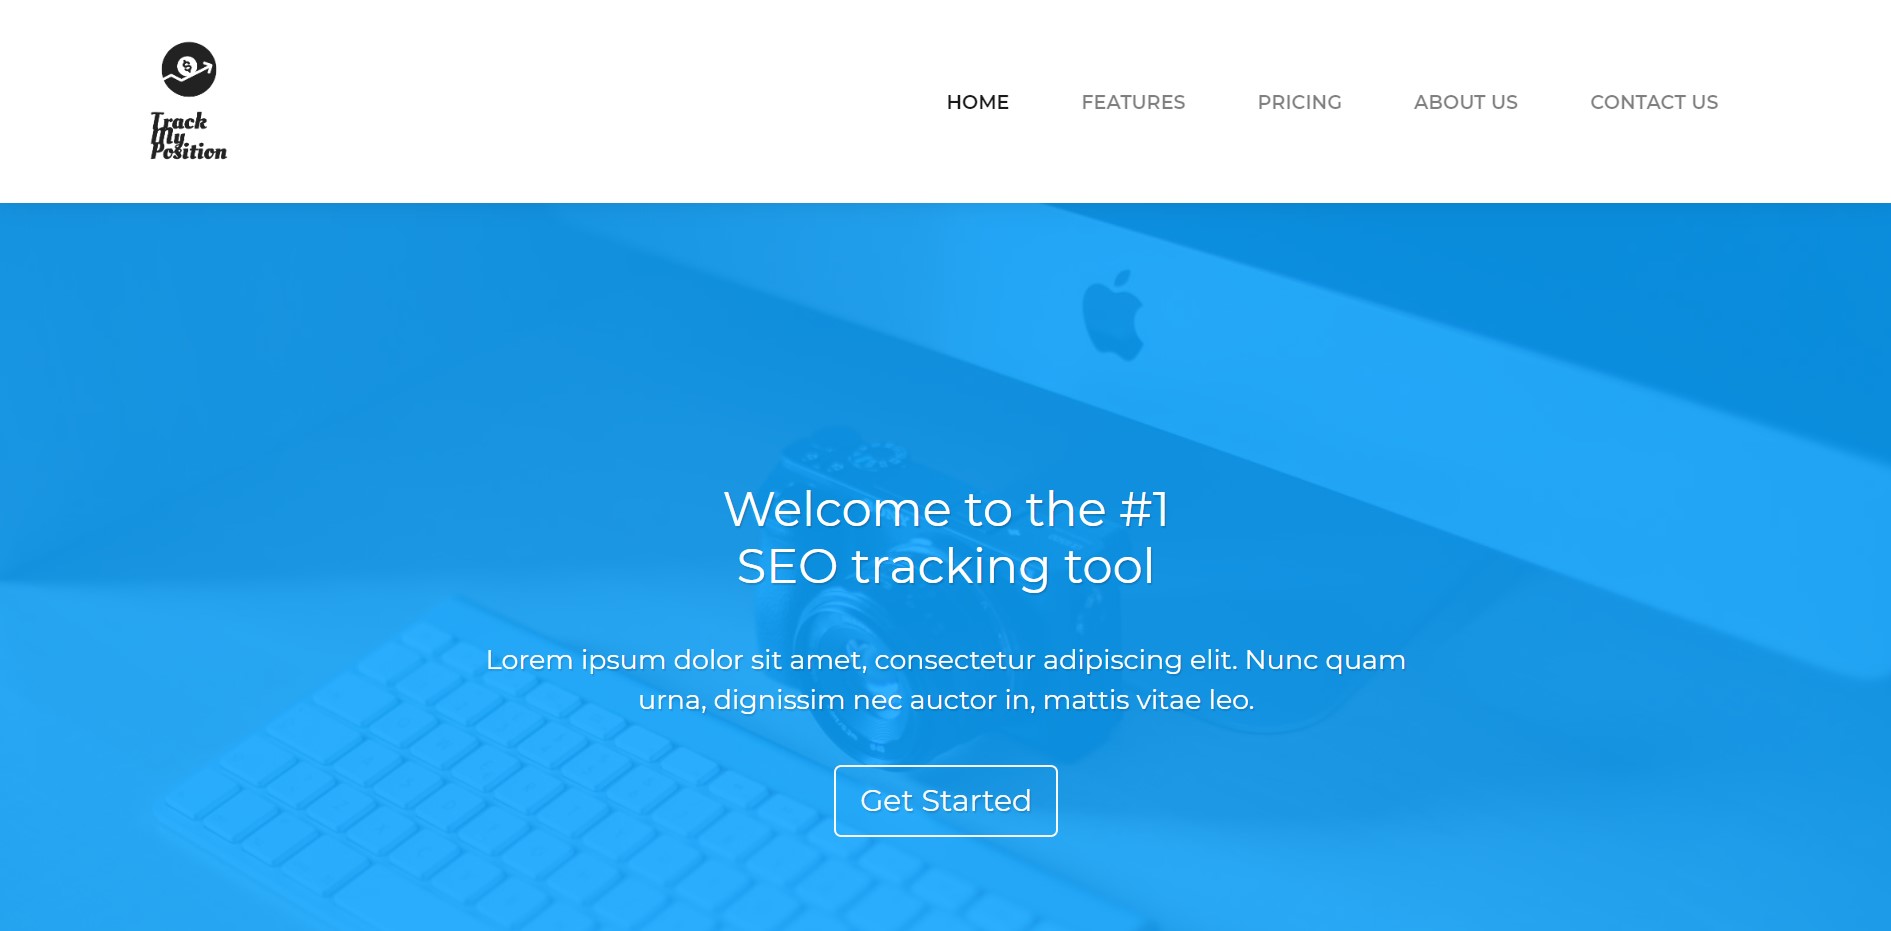 Track
My
Position
HOME FEATURES PRICING ABOUT US CONTACT US
Welcome to the #1
SEO tracking tool
Lorem ipsum dolor sit amet, consectetur adipiscing elit. Nunc quam
urna, dignissim nec auctor in, mattis vitae leo.
Get Started